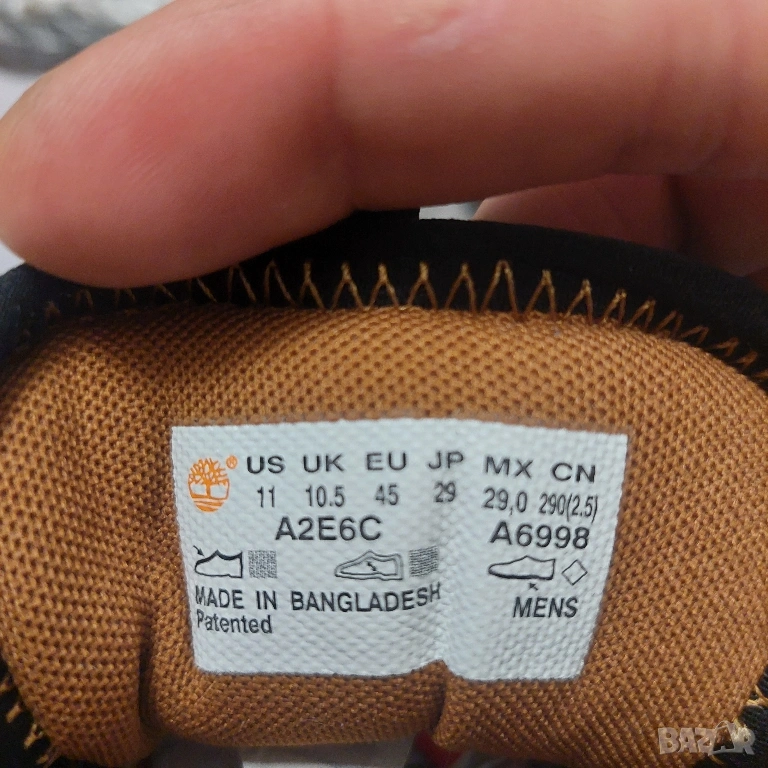 ® US UK EU JP MX CN
11 10.5 45 29 29,0 290(2.5)
A2E6C A6998
MADE IN BANGLADESH MENS
Patented
BAZAR